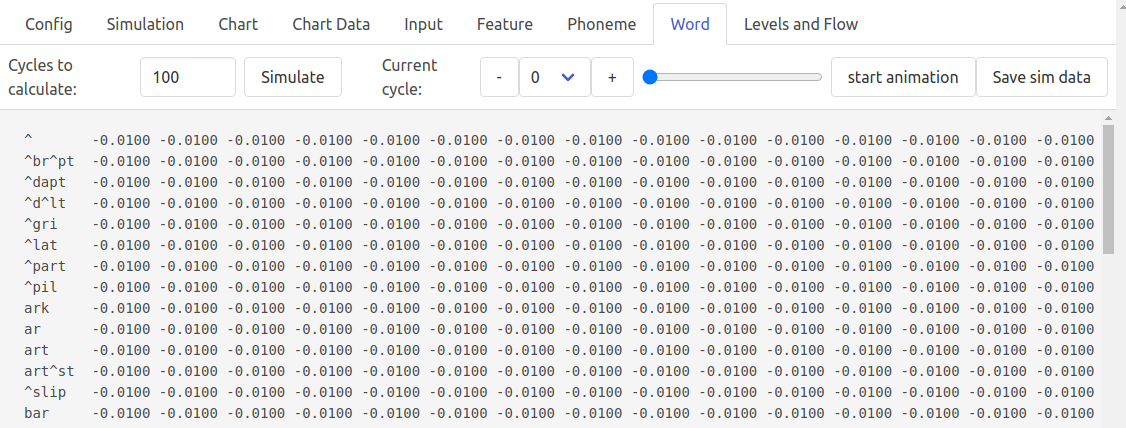 Config Simulation Chart Chart Data Input Feature Phoneme Word Levels and Flow
Cycles to calculate: 100 Simulate Current cycle: - 0 + start animation Save sim data
^ -0.0100 -0.0100 -0.0100 -0.0100 -0.0100 -0.0100 -0.0100 -0.0100 -0.0100 -0.0100 -0.0100 -0.0100 -0.0100 -0.0100 -0.0100
^br^pt -0.0100 -0.0100 -0.0100 -0.0100 -0.0100 -0.0100 -0.0100 -0.0100 -0.0100 -0.0100 -0.0100 -0.0100 -0.0100 -0.0100 -0.0100
^dapt -0.0100 -0.0100 -0.0100 -0.0100 -0.0100 -0.0100 -0.0100 -0.0100 -0.0100 -0.0100 -0.0100 -0.0100 -0.0100 -0.0100 -0.0100
^d^lt -0.0100 -0.0100 -0.0100 -0.0100 -0.0100 -0.0100 -0.0100 -0.0100 -0.0100 -0.0100 -0.0100 -0.0100 -0.0100 -0.0100 -0.0100
^gri -0.0100 -0.0100 -0.0100 -0.0100 -0.0100 -0.0100 -0.0100 -0.0100 -0.0100 -0.0100 -0.0100 -0.0100 -0.0100 -0.0100 -0.0100
^lat -0.0100 -0.0100 -0.0100 -0.0100 -0.0100 -0.0100 -0.0100 -0.0100 -0.0100 -0.0100 -0.0100 -0.0100 -0.0100 -0.0100 -0.0100
^part -0.0100 -0.0100 -0.0100 -0.0100 -0.0100 -0.0100 -0.0100 -0.0100 -0.0100 -0.0100 -0.0100 -0.0100 -0.0100 -0.0100 -0.0100
^pil -0.0100 -0.0100 -0.0100 -0.0100 -0.0100 -0.0100 -0.0100 -0.0100 -0.0100 -0.0100 -0.0100 -0.0100 -0.0100 -0.0100 -0.0100
ark -0.0100 -0.0100 -0.0100 -0.0100 -0.0100 -0.0100 -0.0100 -0.0100 -0.0100 -0.0100 -0.0100 -0.0100 -0.0100 -0.0100 -0.0100
ar -0.0100 -0.0100 -0.0100 -0.0100 -0.0100 -0.0100 -0.0100 -0.0100 -0.0100 -0.0100 -0.0100 -0.0100 -0.0100 -0.0100 -0.0100
art -0.0100 -0.0100 -0.0100 -0.0100 -0.0100 -0.0100 -0.0100 -0.0100 -0.0100 -0.0100 -0.0100 -0.0100 -0.0100 -0.0100 -0.0100
art^st -0.0100 -0.0100 -0.0100 -0.0100 -0.0100 -0.0100 -0.0100 -0.0100 -0.0100 -0.0100 -0.0100 -0.0100 -0.0100 -0.0100 -0.0100
^slip -0.0100 -0.0100 -0.0100 -0.0100 -0.0100 -0.0100 -0.0100 -0.0100 -0.0100 -0.0100 -0.0100 -0.0100 -0.0100 -0.0100 -0.0100
bar -0.0100 -0.0100 -0.0100 -0.0100 -0.0100 -0.0100 -0.0100 -0.0100 -0.0100 -0.0100 -0.0100 -0.0100 -0.0100 -0.0100 -0.0100